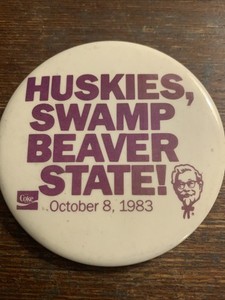 HUSKIES,
SWAMP
BEAVER
STATE!
Coke
October 8, 1983